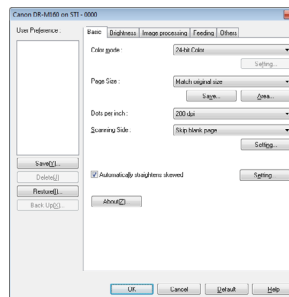 Canon DR-M160 on STI - 0000
User Preference :
Basic Brightness Image processing Feeding Others
Color mode : 24-bit Color
Setting...
Page Size : Match original size
Save... Area...
Dots per inch : 200 dpi
Scanning Side : Skip blank page
Setting...
Save(Y)...
Delete(J)
Restore(I)...
Back Up(X)...
Automatically straightens skewed Setting
About(Z)
OK Cancel Default Help